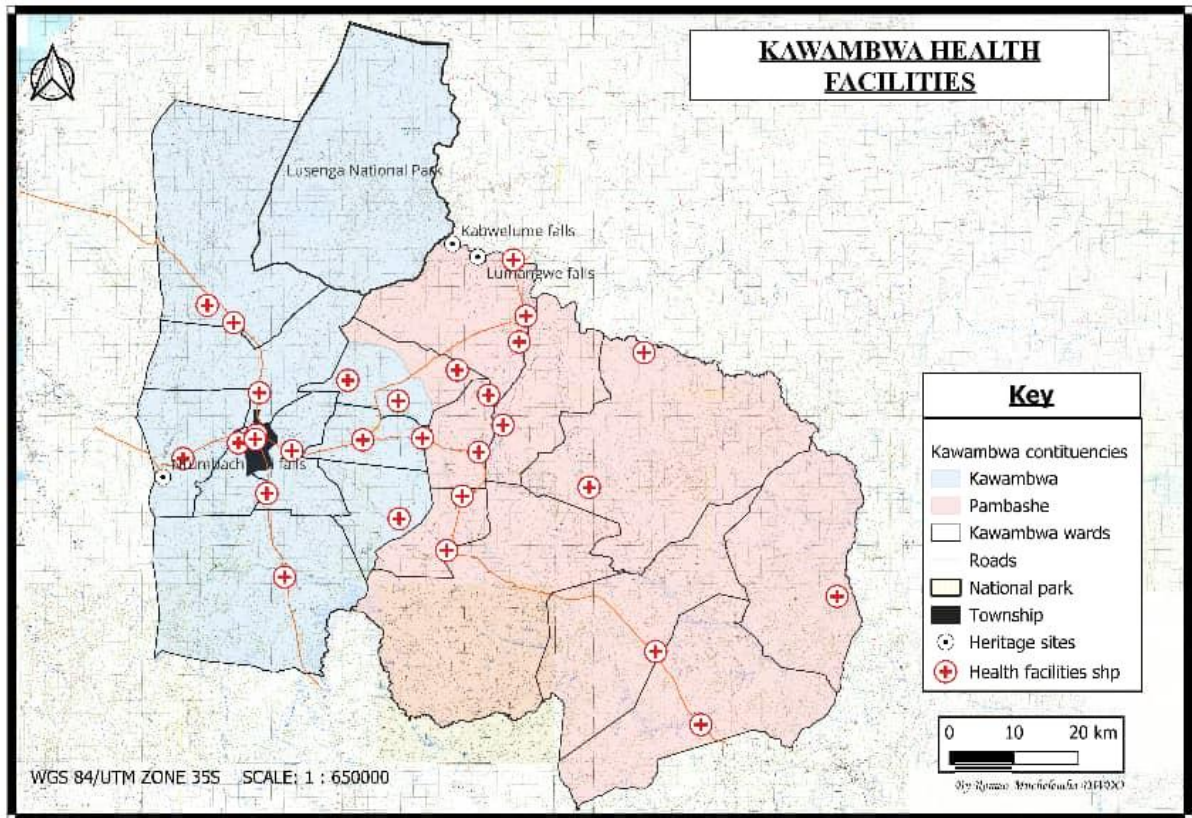 KAWAMBWA HEALTH
FACILITIES
Lusenga National Park
Kabwelume falls
Lumangwe falls
falls
Key
Kawambwa contituencies
Kawambwa
Pambashe
Kawambwa wards
Roads
National park
Township
Heritage sites
Health facilities shp
0 10 20 km
WGS 84/UTM ZONE 35S SCALE: 1 : 650000
By